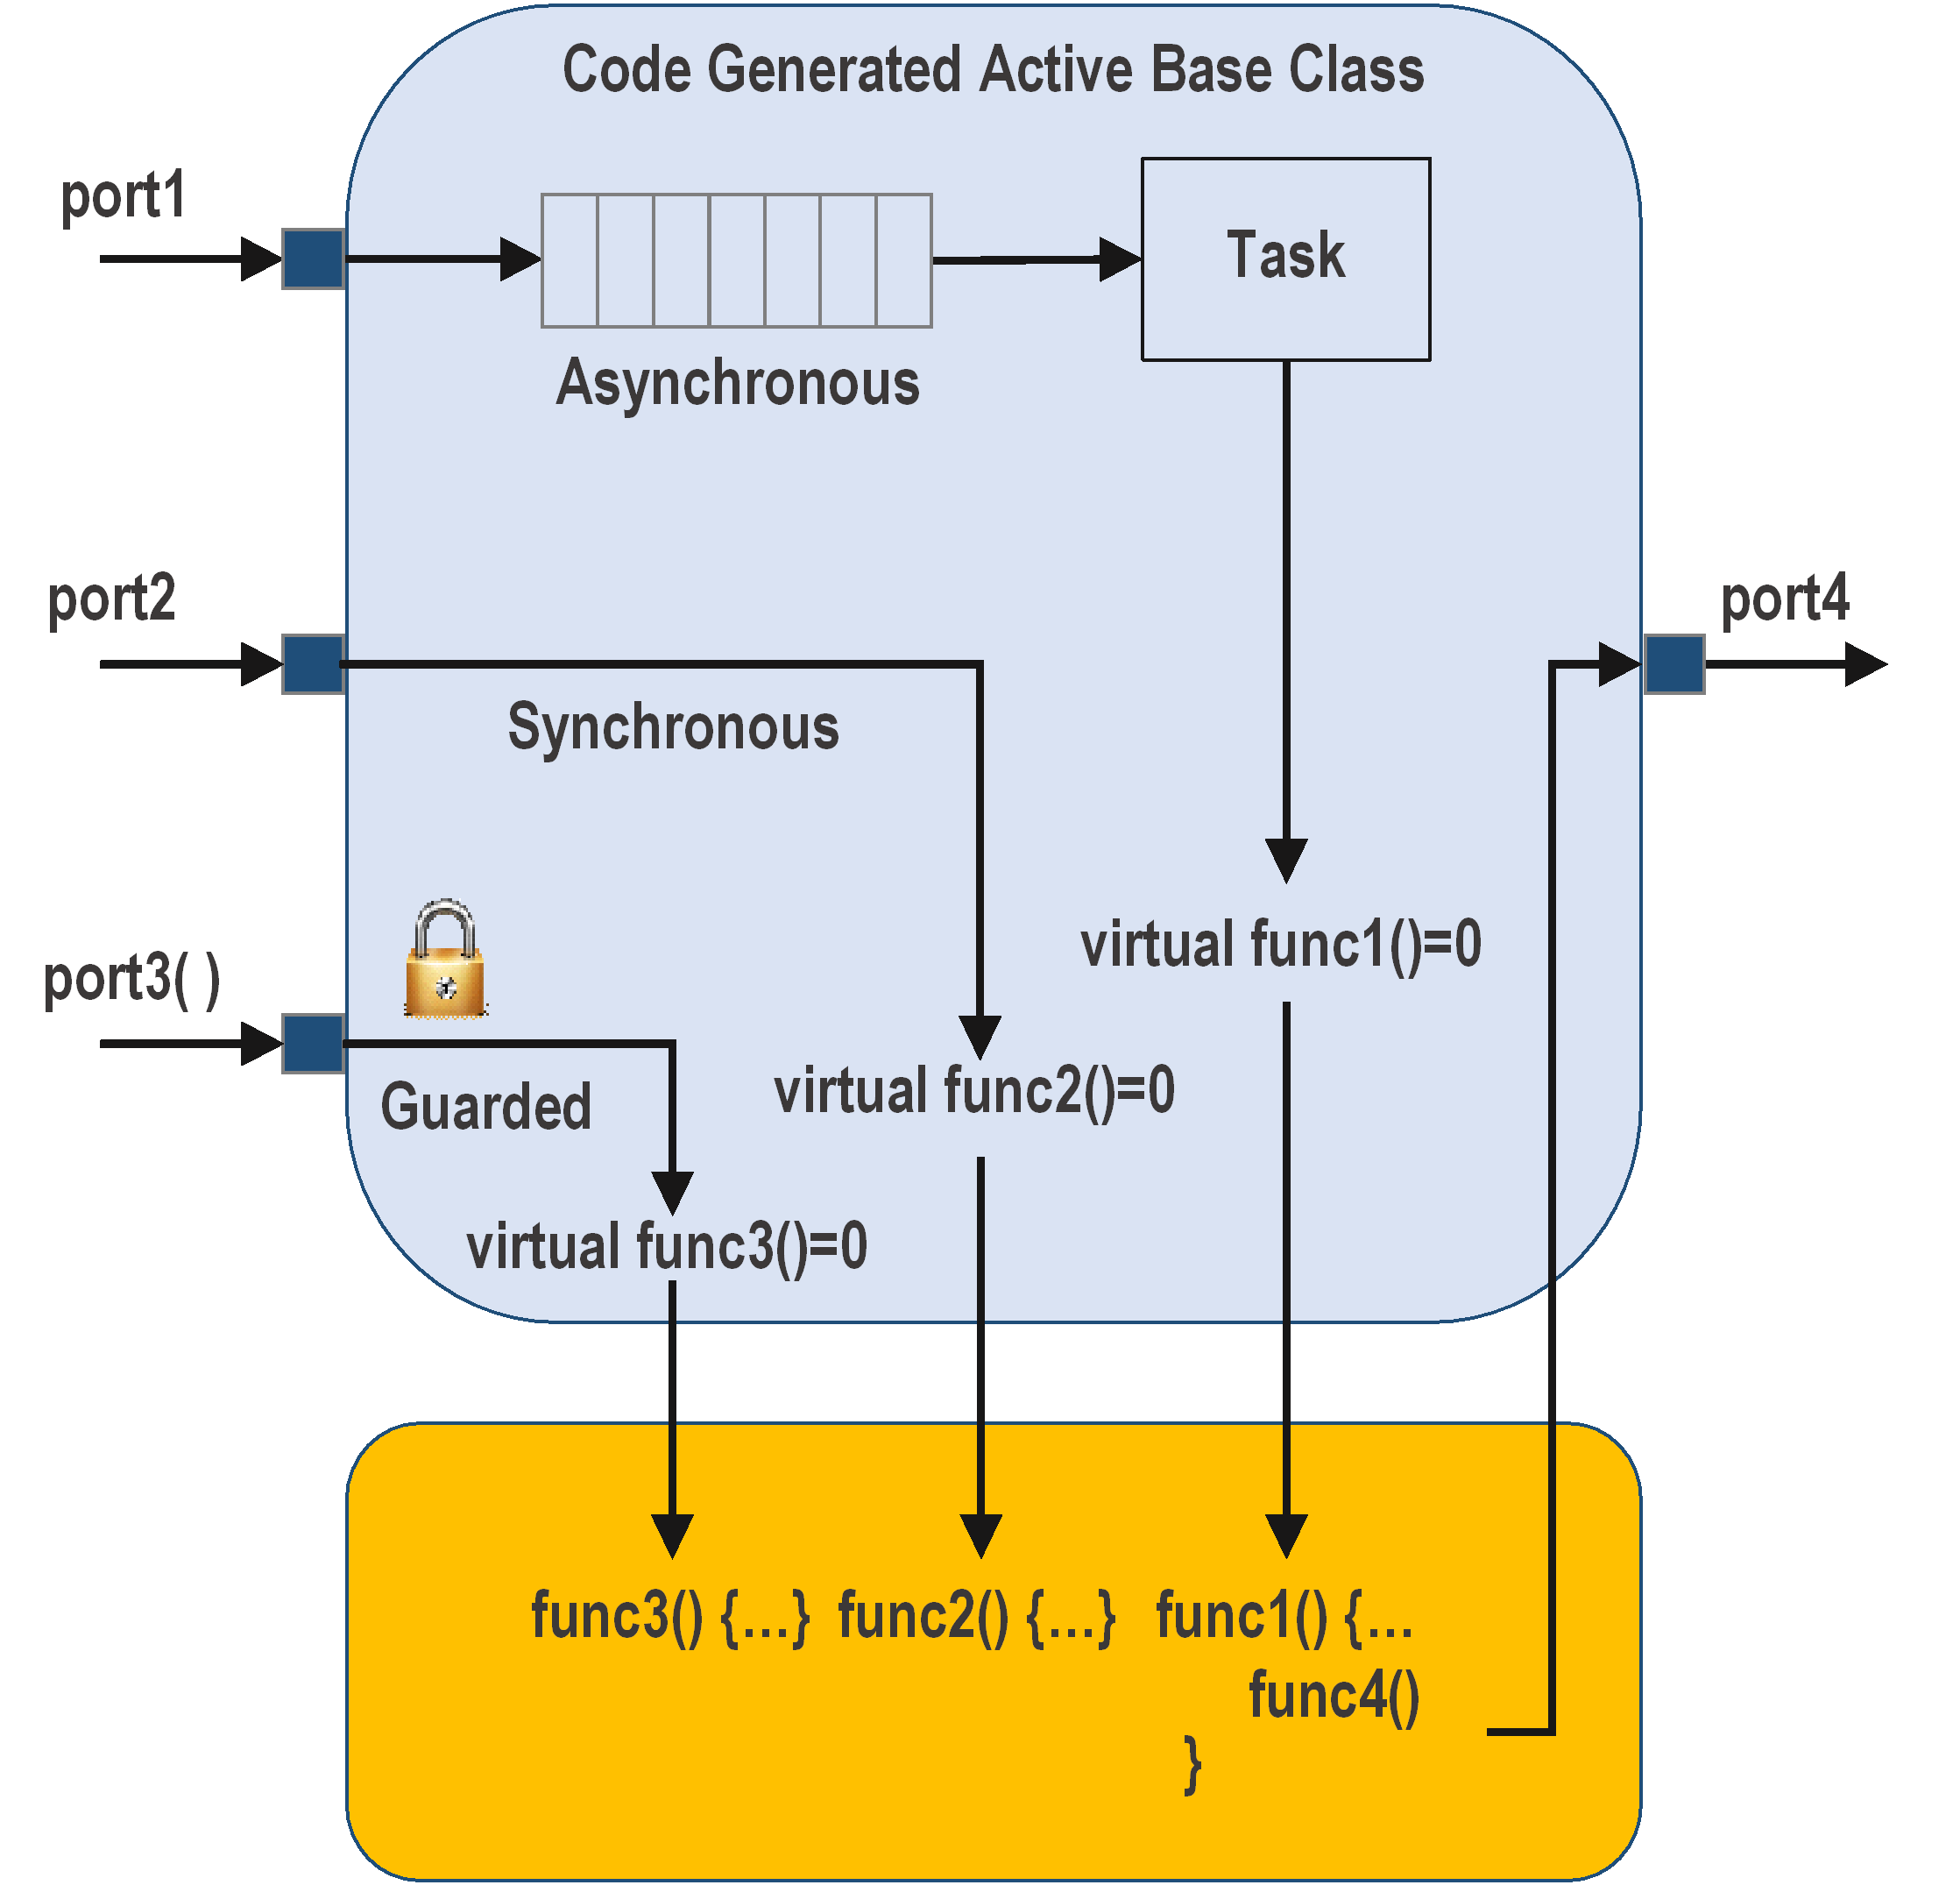 Code Generated Active Base Class
port1
Task
Asynchronous
port2
port4
Synchronous
virtual func1()=0
port3( )
virtual func2()=0
Guarded
virtual func3()=0
func3() {...} func2() {...} func1() {...
func4()
}